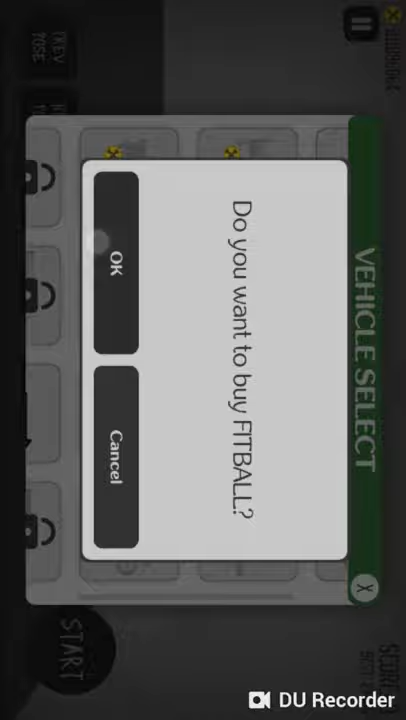 VEHICLE SELECT
X
Do you want to buy FITBALL?
OK
Cancel
START
DU Recorder